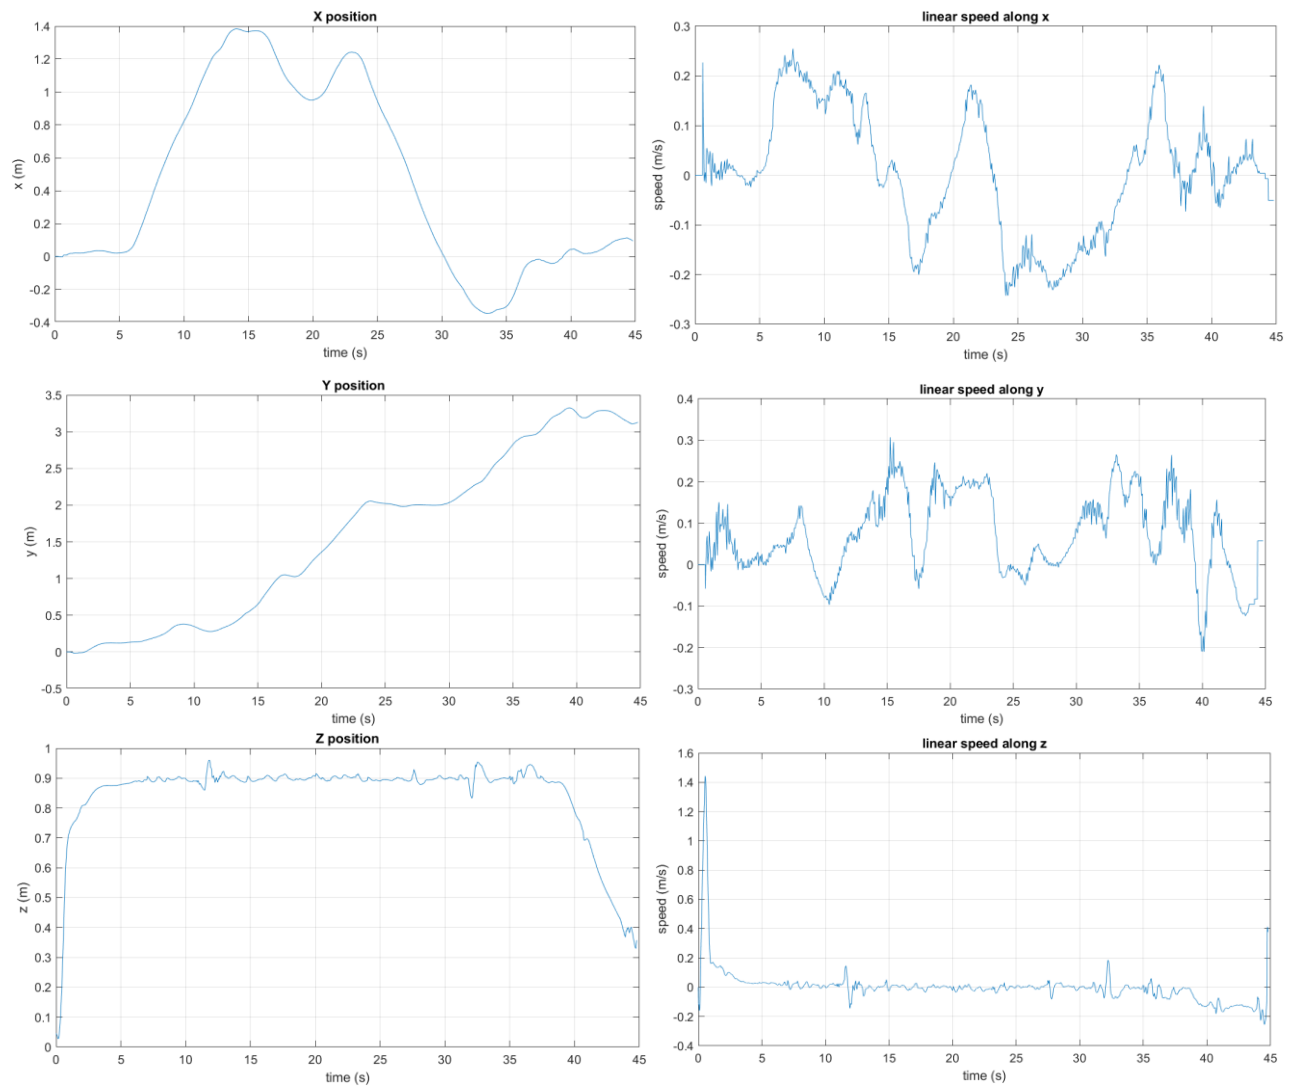 X position
1.4
1.2
1
0.8
0.6
0.4
0.2
0
-0.2
-0.4
x (m)
0 5 10 15 20 25 30 35 40 45
time (s)
linear speed along x
0.3
0.2
0.1
0
-0.1
-0.2
-0.3
speed (m/s)
0 5 10 15 20 25 30 35 40 45
time (s)
Y position
3.5
3
2.5
2
1.5
1
0.5
0
-0.5
y (m)
0 5 10 15 20 25 30 35 40 45
time (s)
linear speed along y
0.4
0.3
0.2
0.1
0
-0.1
-0.2
-0.3
speed (m/s)
0 5 10 15 20 25 30 35 40 45
time (s)
Z position
1
0.9
0.8
0.7
0.6
0.5
0.4
0.3
0.2
0.1
0
z (m)
0 5 10 15 20 25 30 35 40 45
time (s)
linear speed along z
1.6
1.4
1.2
1
0.8
0.6
0.4
0.2
0
-0.2
-0.4
speed (m/s)
0 5 10 15 20 25 30 35 40 45
time (s)